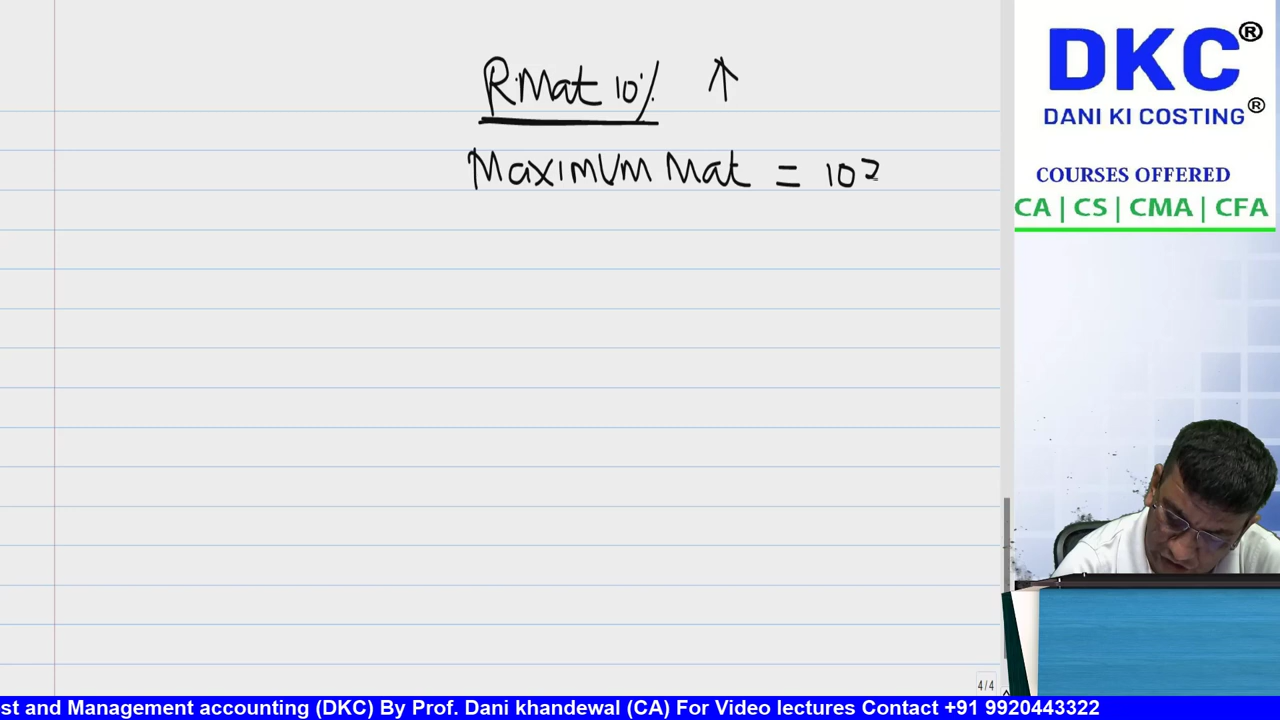 R.Mat 10% ↑
Maximum Mat = 102
DKC®
DANI KI COSTING®
COURSES OFFERED
CA | CS | CMA | CFA
4/4
st and Management accounting (DKC) By Prof. Dani khandewal (CA) For Video lectures Contact +91 9920443322